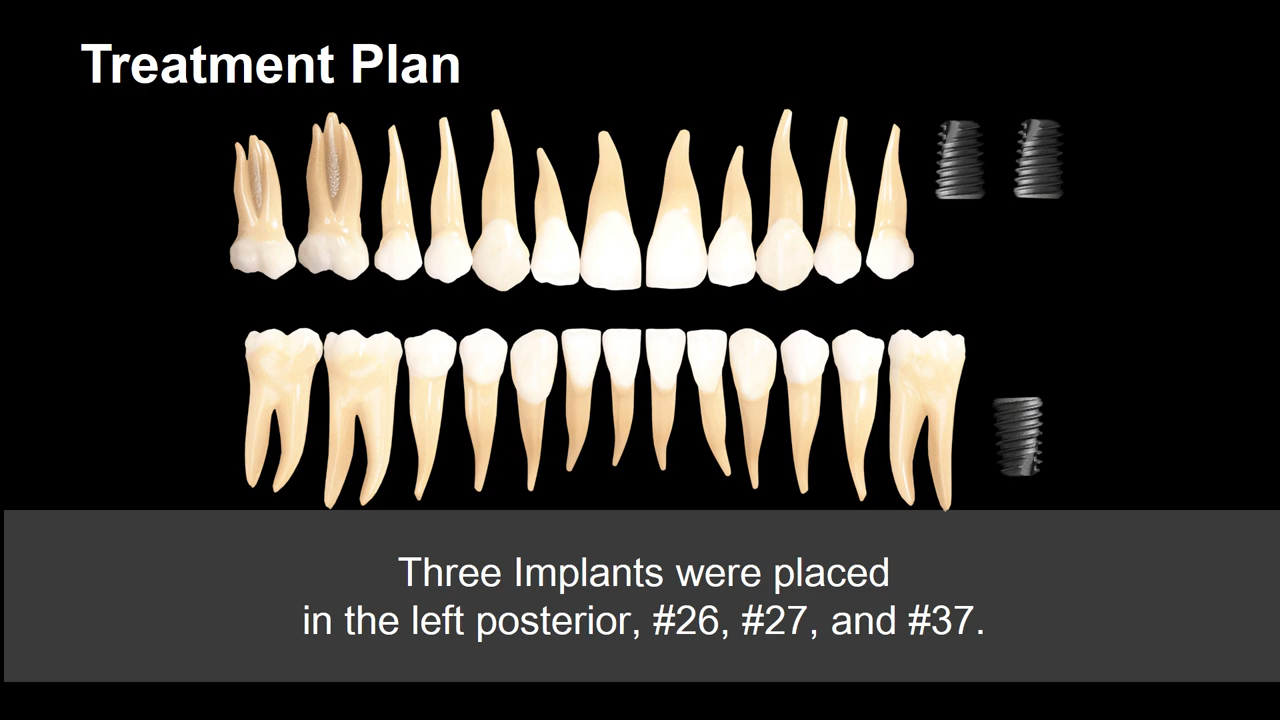 Treatment Plan
Three Implants were placed
in the left posterior, #26, #27, and #37.